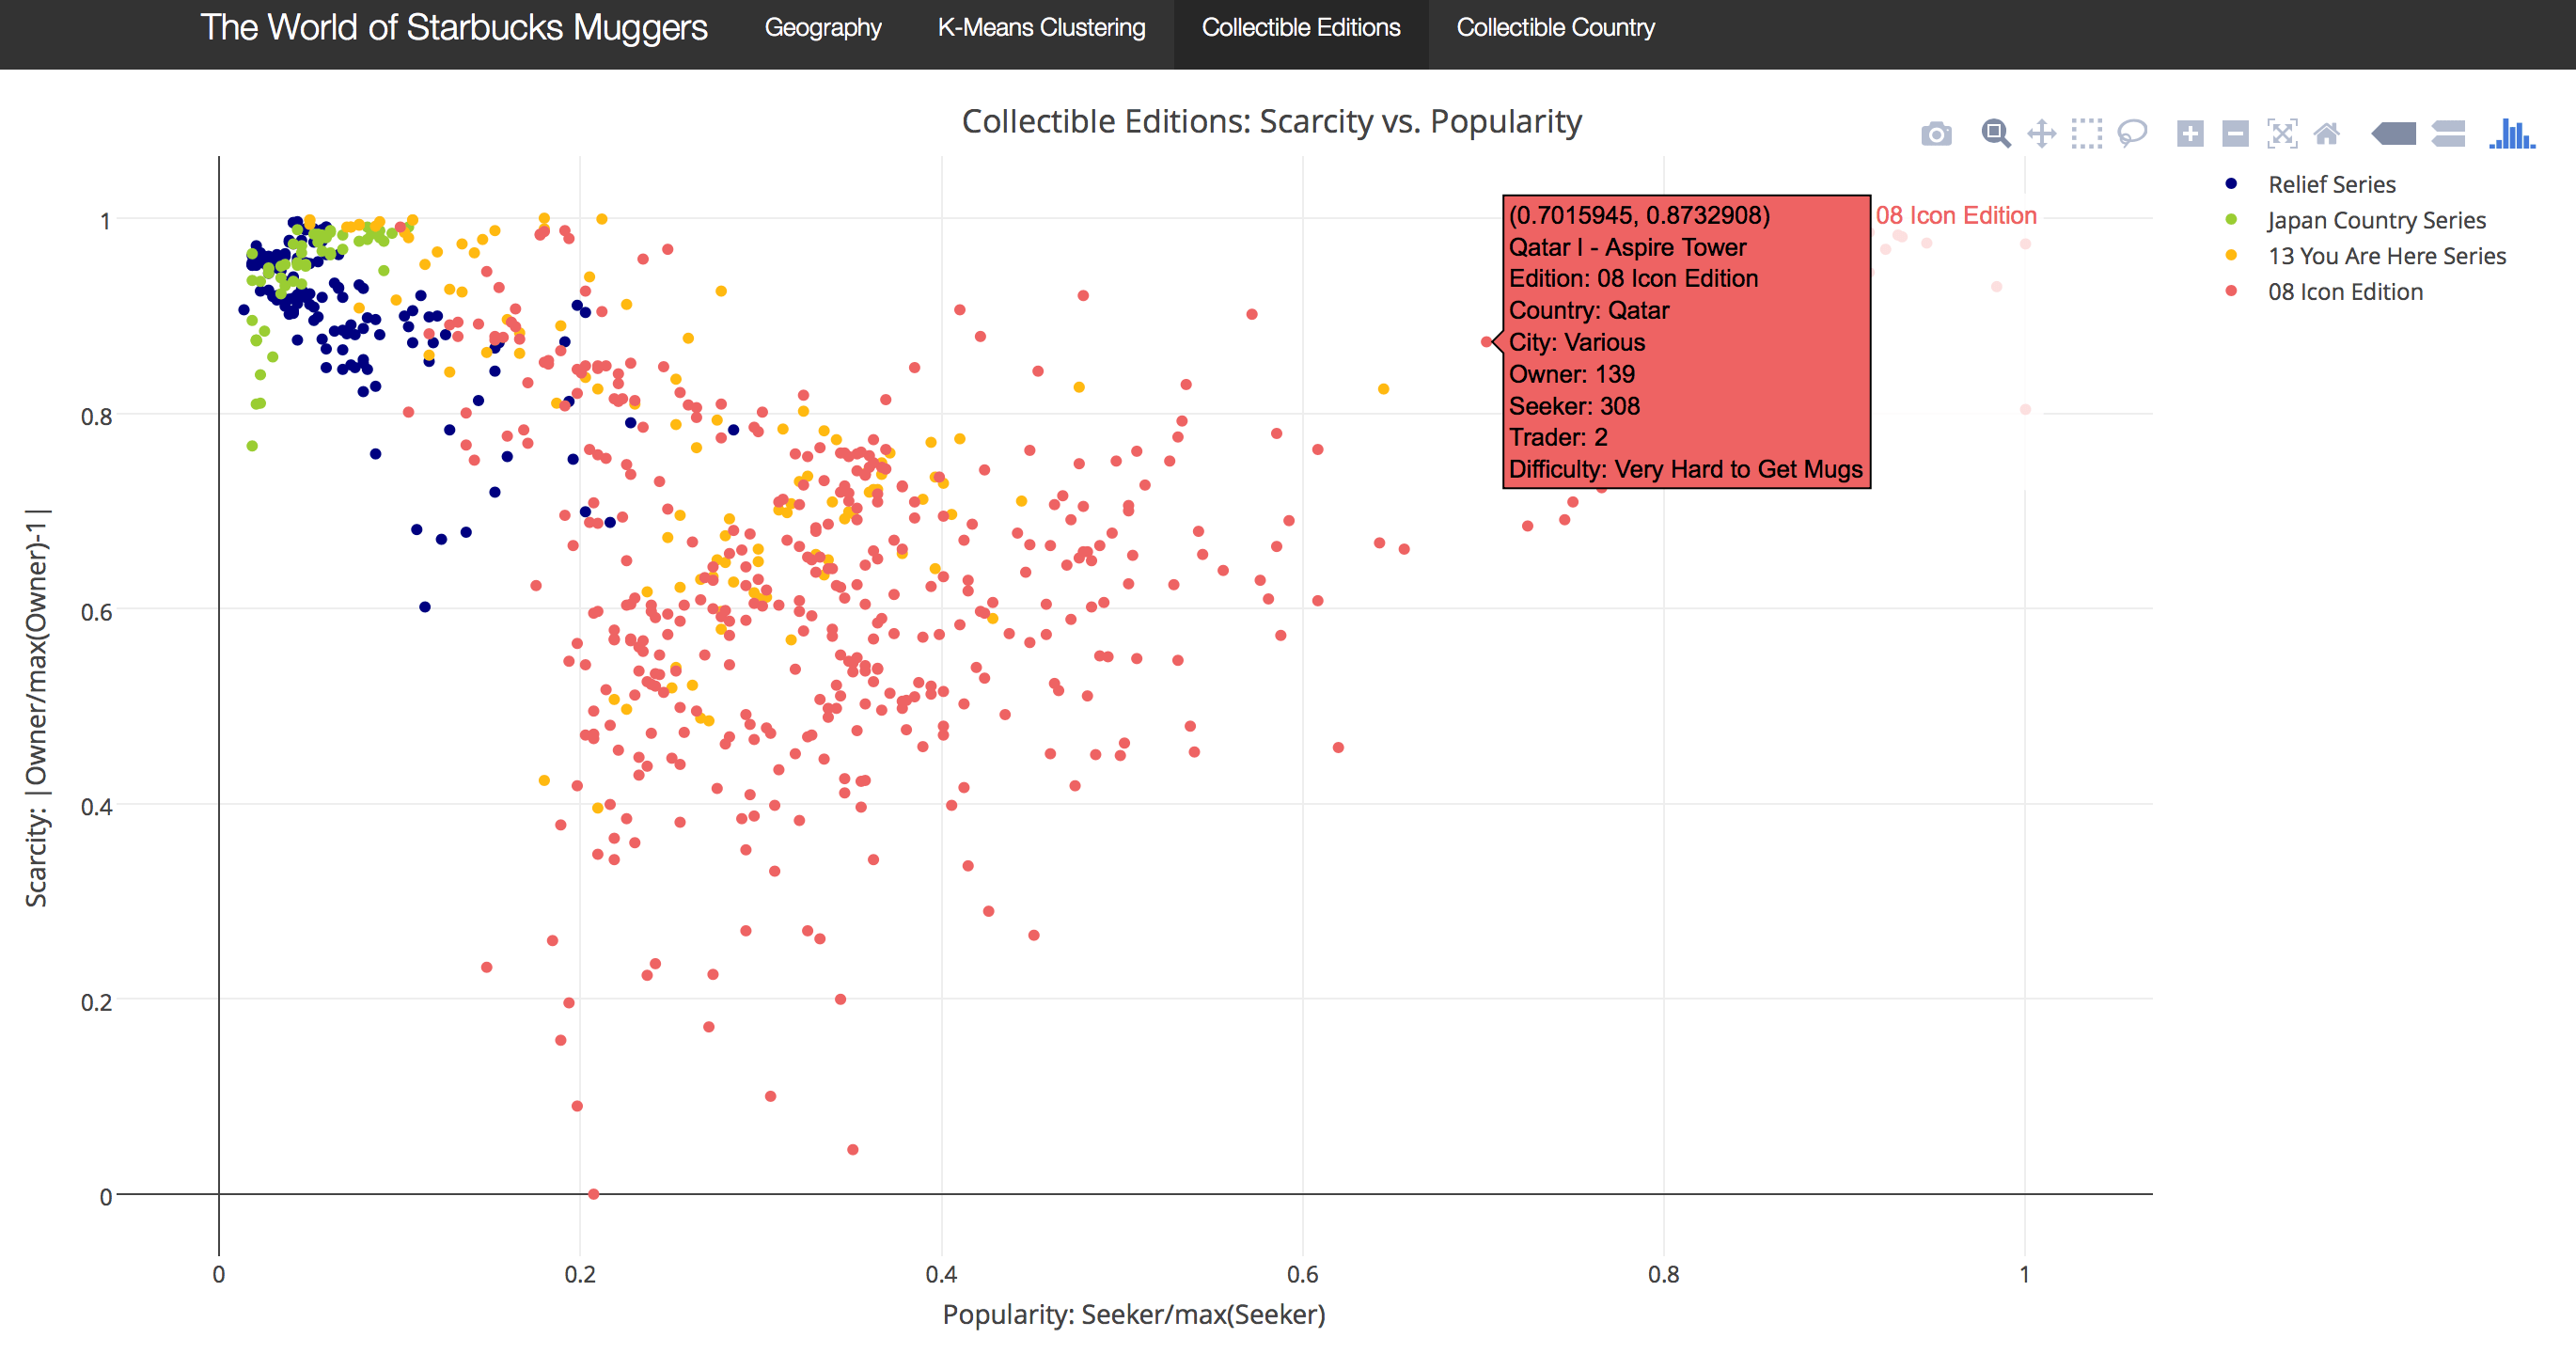 The World of Starbucks Muggers
Geography
K-Means Clustering
Collectible Editions
Collectible Country
Collectible Editions: Scarcity vs. Popularity
Relief Series
Japan Country Series
13 You Are Here Series
08 Icon Edition
(0.7015945, 0.8732908)
Qatar I - Aspire Tower
Edition: 08 Icon Edition
Country: Qatar
City: Various
Owner: 139
Seeker: 308
Trader: 2
Difficulty: Very Hard to Get Mugs
08 Icon Edition
Scarcity: |Owner/max(Owner)-1|
1
0.8
0.6
0.4
0.2
0
0
0.2
0.4
0.6
0.8
1
Popularity: Seeker/max(Seeker)